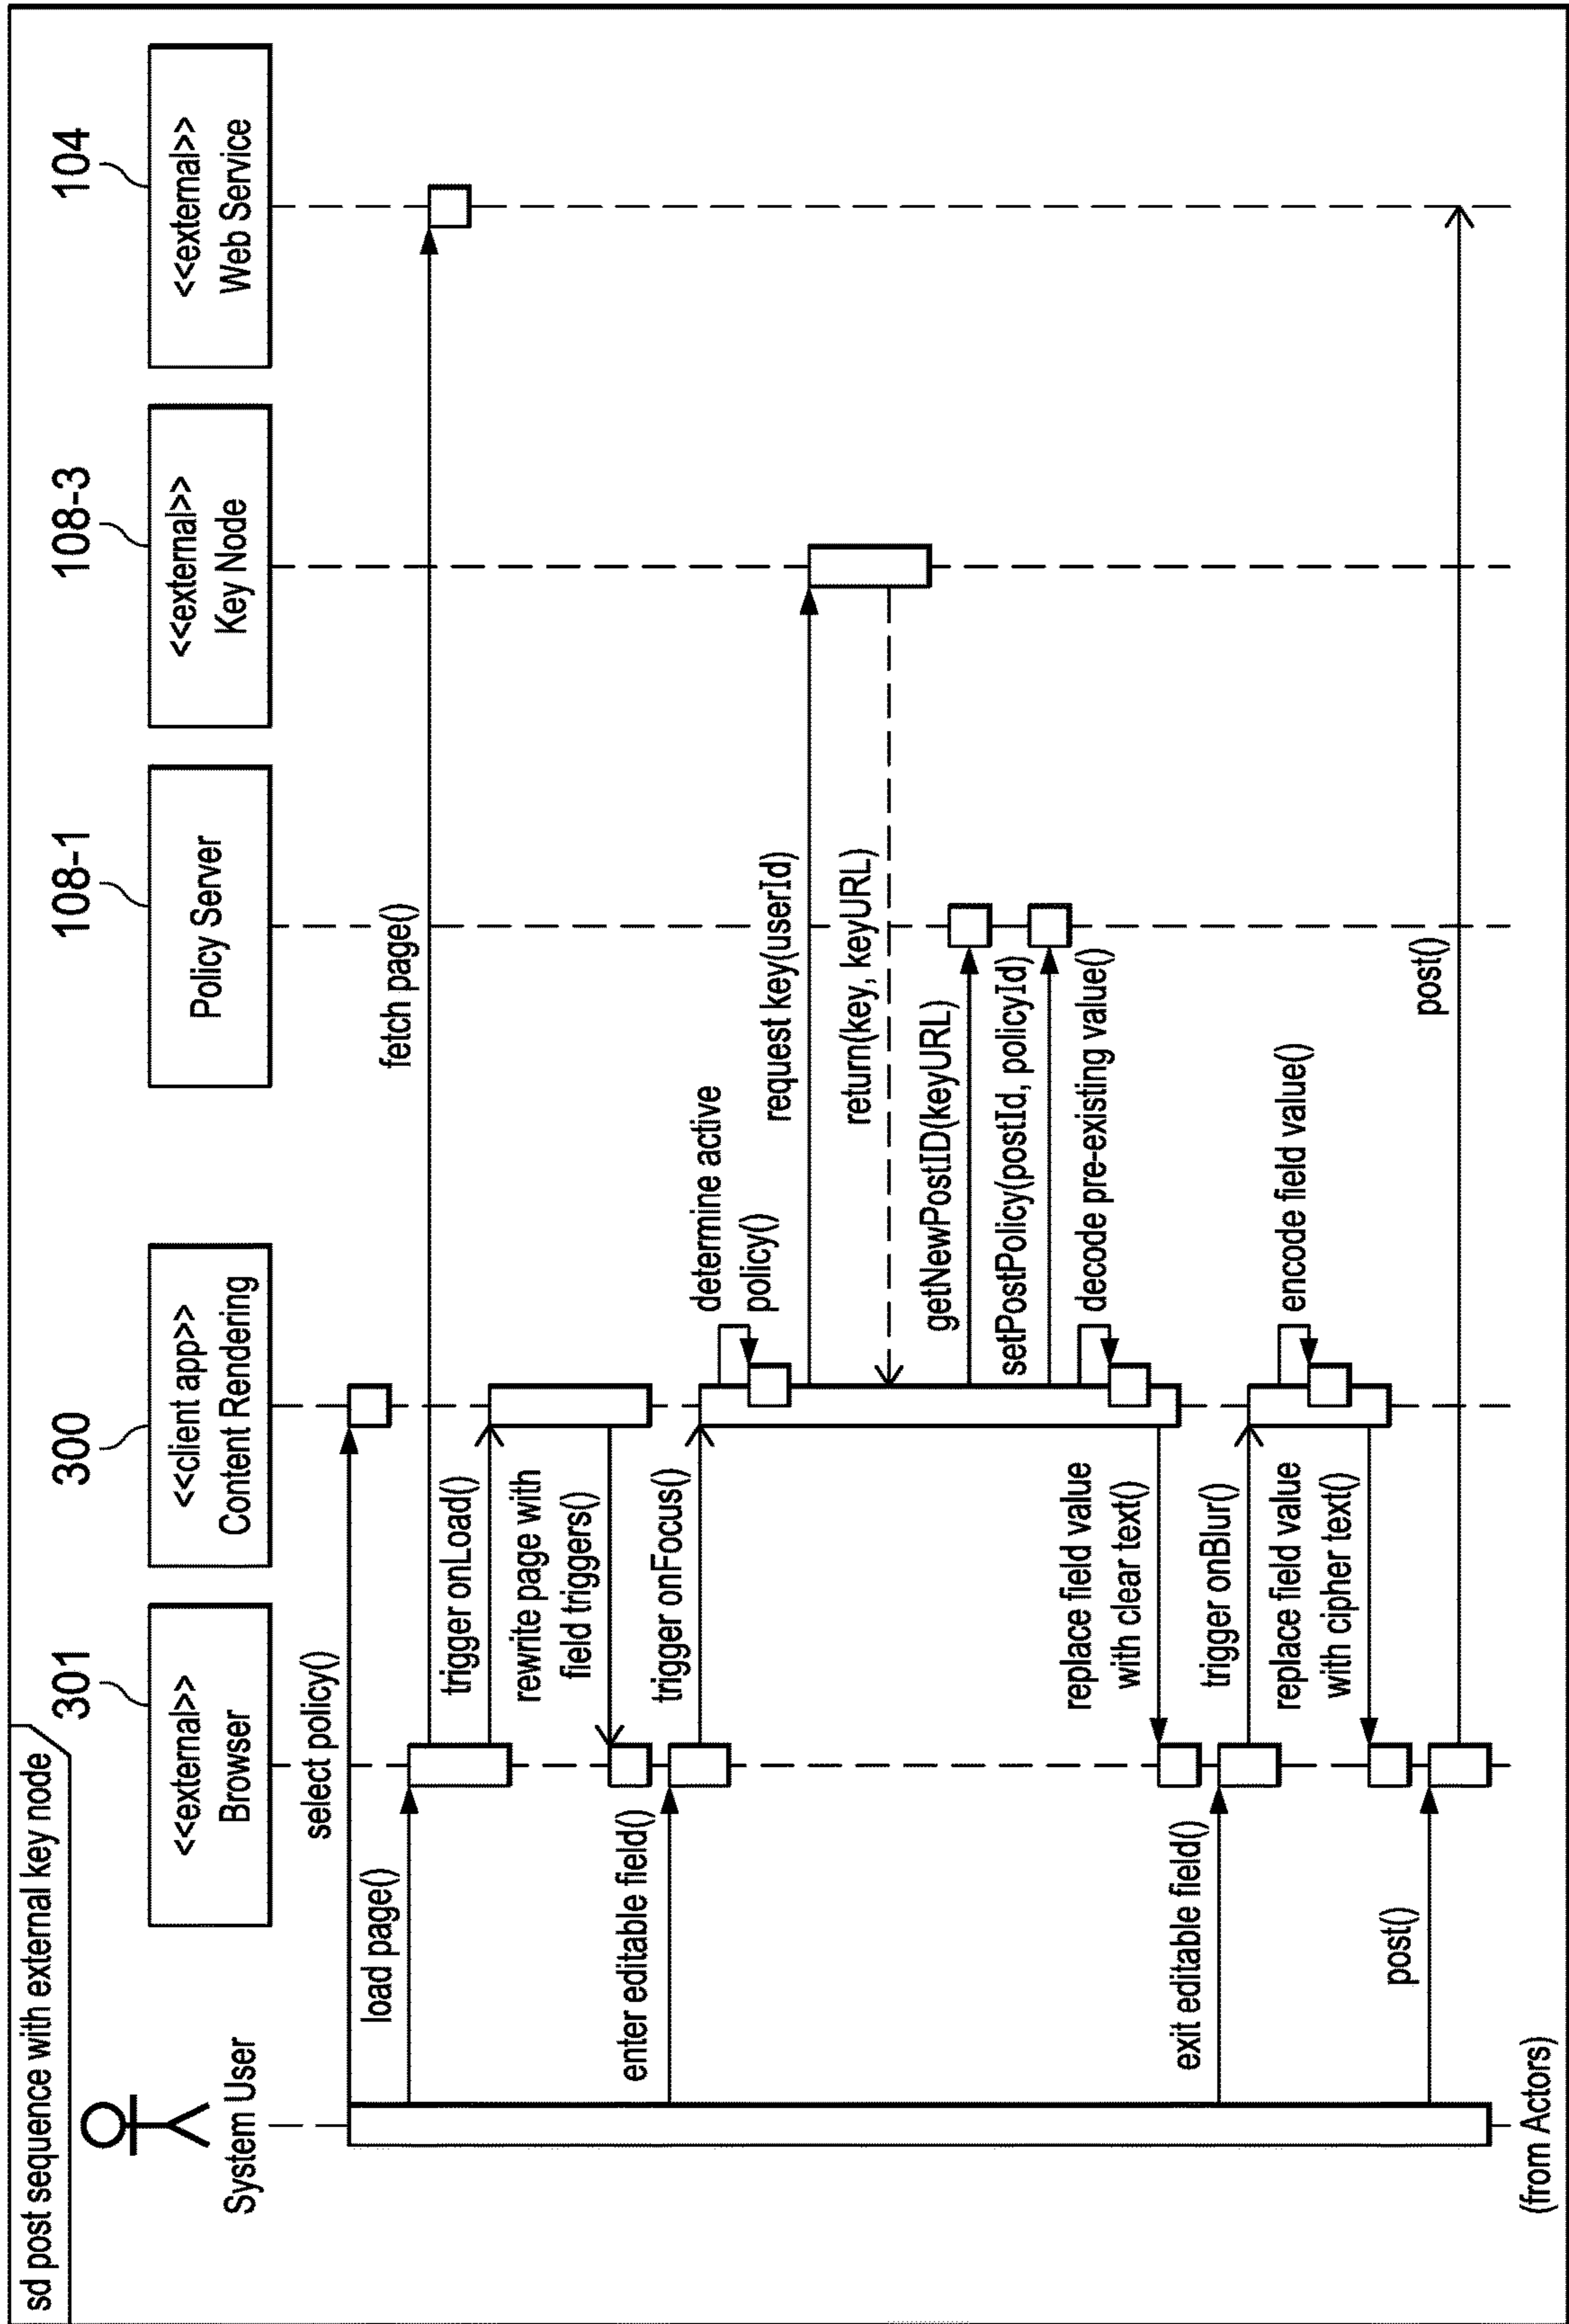 sd post sequence with external key node
System User
301
<<external>>
Browser
300
<<client app>>
Content Rendering
108-1
Policy Server
108-3
<<external>>
Key Node
104
<<external>>
Web Service
select policy()
load page()
fetch page()
trigger onLoad()
rewrite page with
field triggers()
enter editable field()
trigger onFocus()
determine active
policy()
request key(userId)
return(key, keyURL)
getNewPostID(keyURL)
setPostPolicy(postId, policyId)
decode pre-existing value()
replace field value
with clear text()
exit editable field()
trigger onBlur()
encode field value()
replace field value
with cipher text()
post()
post()
(from Actors)